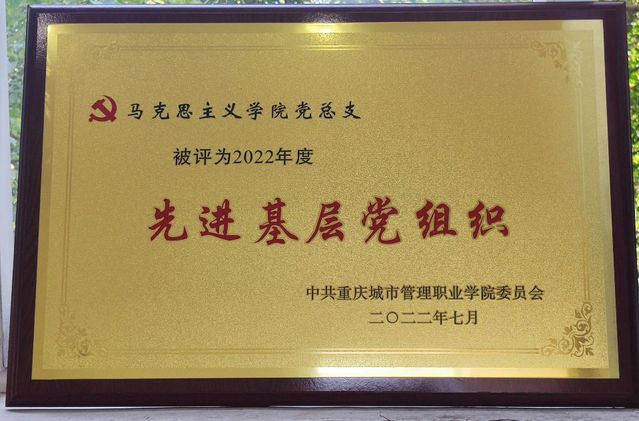 马克思主义学院党总支
被评为2022年度
先进基层党组织
中共重庆城市管理职业学院委员会
二〇二二年七月